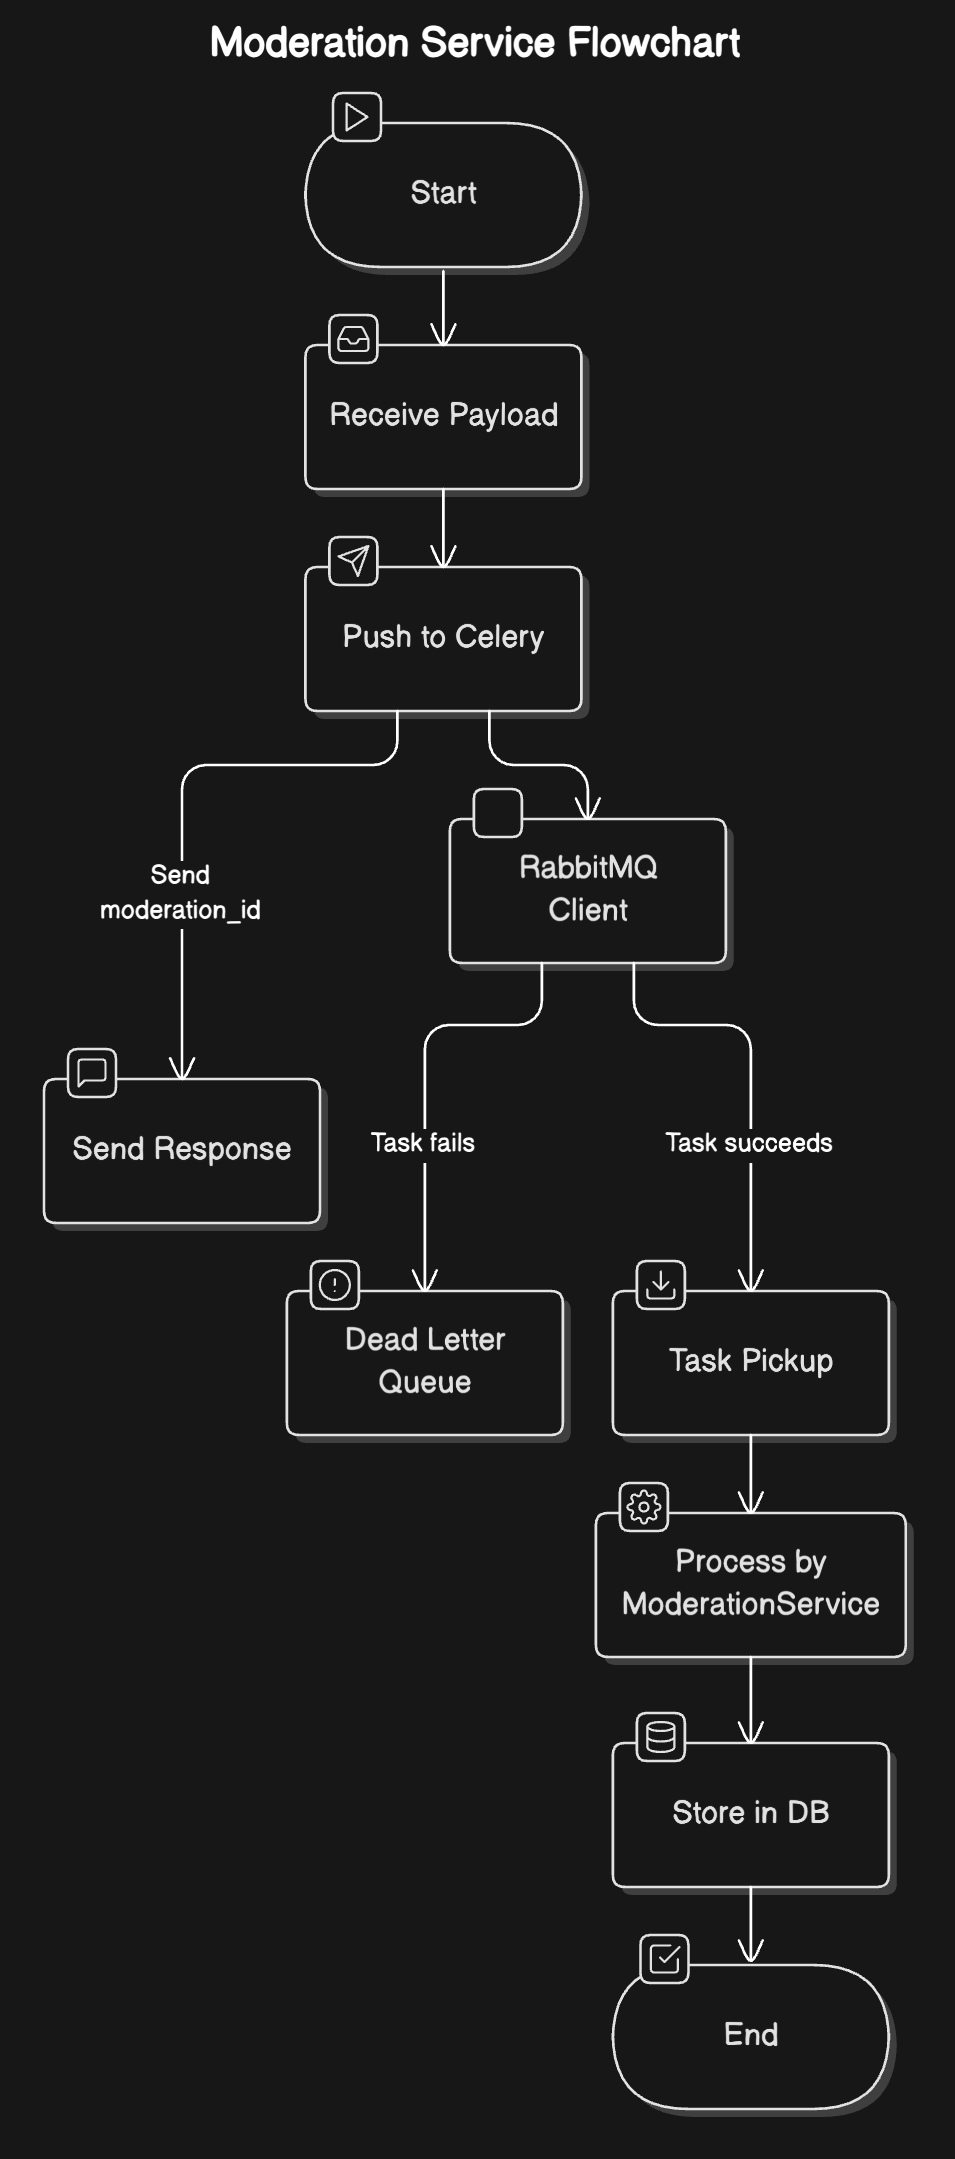 Moderation Service Flowchart
Start
Receive Payload
Push to Celery
RabbitMQ
Client
Send
moderation_id
Send Response
Task fails
Task succeeds
Dead Letter
Queue
Task Pickup
Process by
ModerationService
Store in DB
End